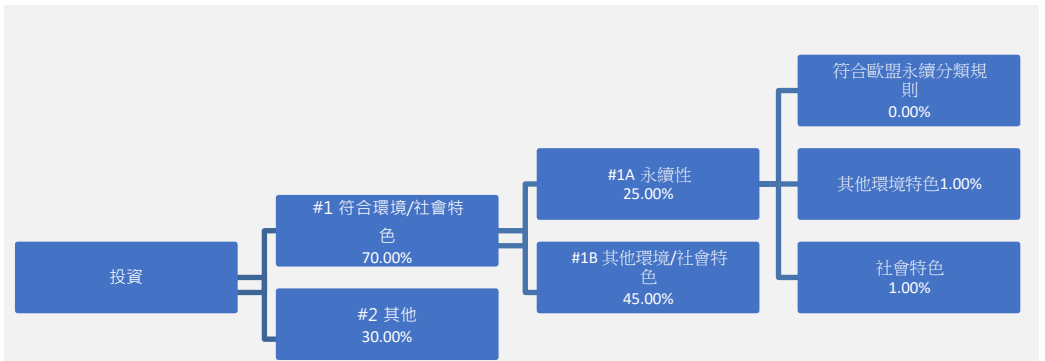 投資
#1 符合環境/社會特
色
70.00%
#2 其他
30.00%
#1A 永續性
25.00%
#1B 其他環境/社會特
色
45.00%
符合歐盟永續分類規
則
0.00%
其他環境特色1.00%
社會特色
1.00%